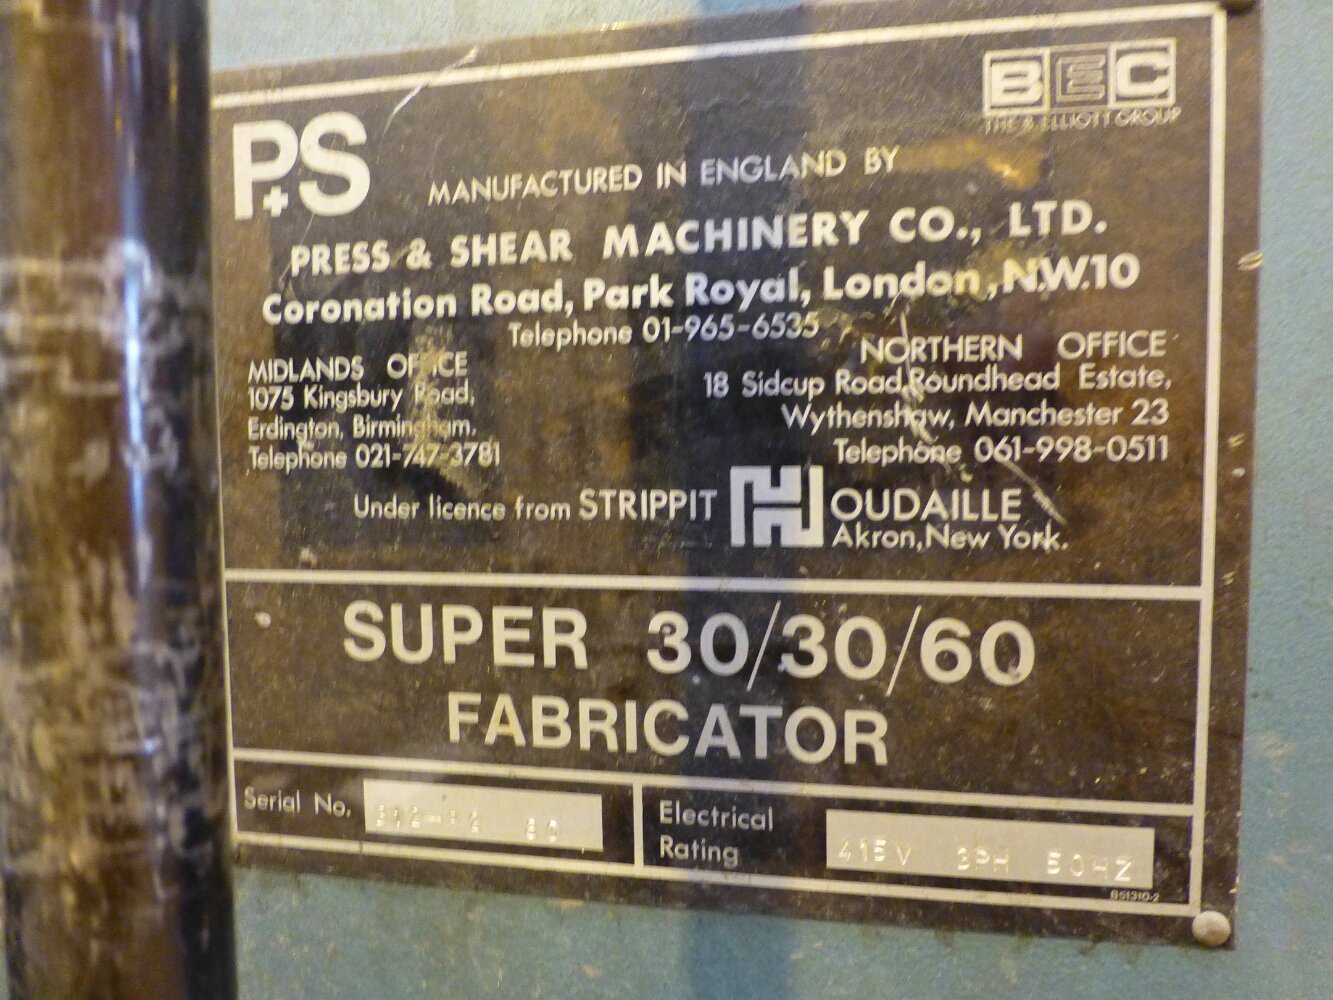 P+S
BEC
THE B. ELLIOTT GROUP
MANUFACTURED IN ENGLAND BY
PRESS & SHEAR MACHINERY CO., LTD.
Coronation Road, Park Royal, London, N.W.10
Telephone 01-965-6535
MIDLANDS OFFICE
1075 Kingsbury Road,
Erdington, Birmingham.
Telephone 021-747-3781
NORTHERN OFFICE
18 Sidcup Road, Roundhead Estate,
Wythenshaw, Manchester 23
Telephone 061-998-0511
Under licence from STRIPPIT HOUDAILLE
Akron, New York.
SUPER 30/30/60
FABRICATOR
Serial No.
Electrical
Rating
415V 3PH 50HZ
B51310-2